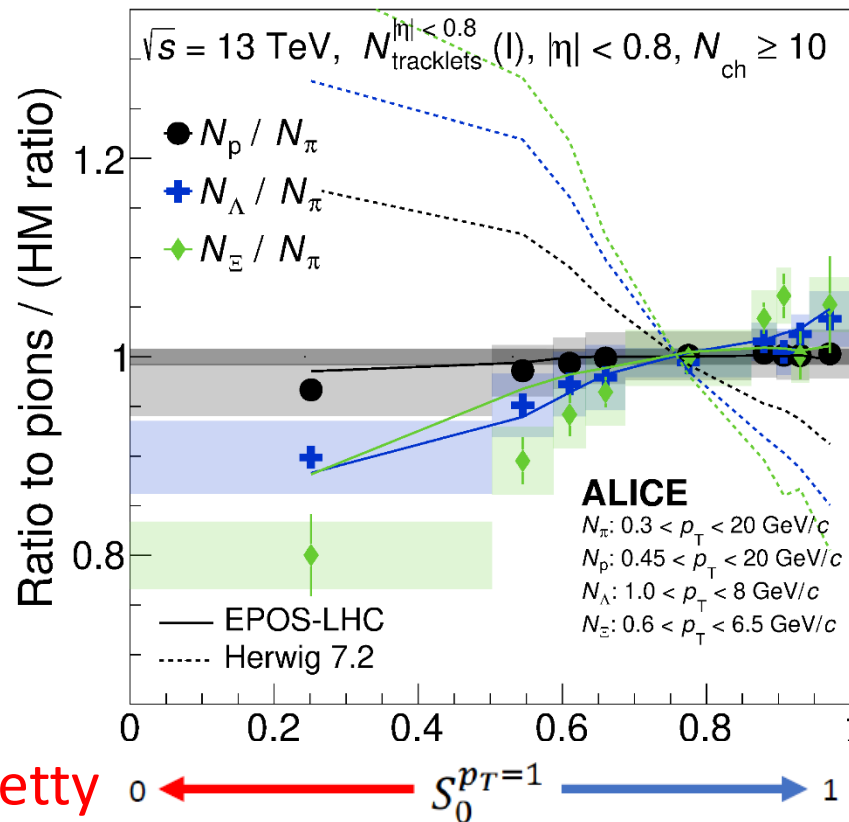 √s = 13 TeV, N_tracklets^|η|<0.8 (I), |η| < 0.8, N_ch ≥ 10
N_p / N_π
N_Λ / N_π
N_Ξ / N_π
Ratio to pions / (HM ratio)
1.2
1
0.8
ALICE
N_π: 0.3 < p_T < 20 GeV/c
N_p: 0.45 < p_T < 20 GeV/c
N_Λ: 1.0 < p_T < 8 GeV/c
N_Ξ: 0.6 < p_T < 6.5 GeV/c
EPOS-LHC
Herwig 7.2
0 0.2 0.4 0.6 0.8 1
etty 0 S_0^{p_T=1} 1